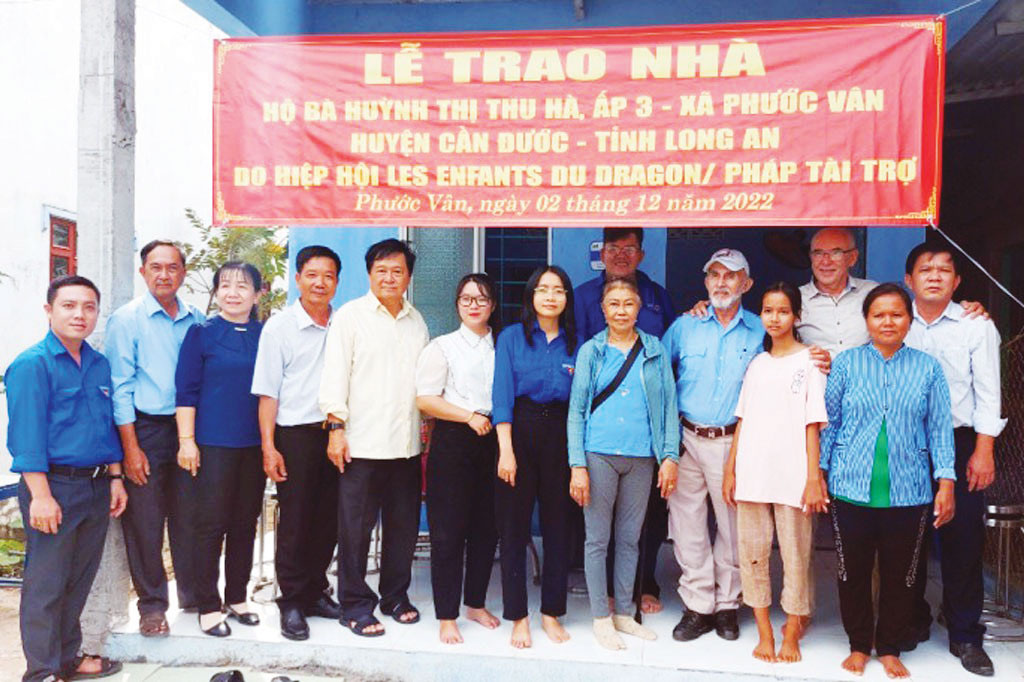 LỄ TRAO NHÀ
HỘ BÀ HUỲNH THỊ THU HÀ, ẤP 3 - XÃ PHƯỚC VÂN
HUYỆN CẦN ĐƯỚC - TỈNH LONG AN
DO HIỆP HỘI LES ENFANTS DU DRAGON/ PHÁP TÀI TRỢ
Phước Vân, ngày 02 tháng 12 năm 2022